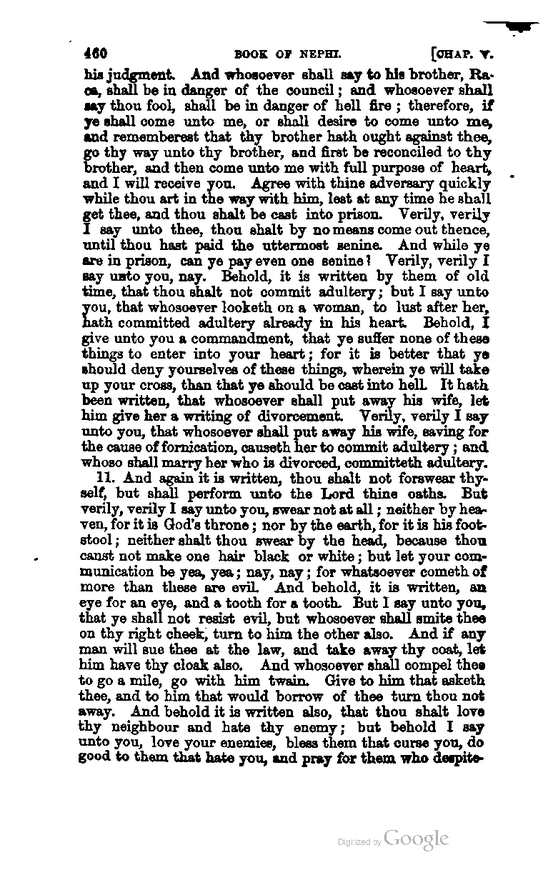 460 BOOK OF NEPHI. [CHAP. V.
his judgment. And whosoever shall say to his brother, Ra-
ca, shall be in danger of the council; and whosoever shall
say thou fool, shall be in danger of hell fire; therefore, if
ye shall come unto me, or shall desire to come unto me,
and rememberest that thy brother hath ought against thee,
go thy way unto thy brother, and first be reconciled to thy
brother, and then come unto me with full purpose of heart,
and I will receive you. Agree with thine adversary quickly
while thou art in the way with him, lest at any time he shall
get thee, and thou shalt be cast into prison. Verily, verily
I say unto thee, thou shalt by no means come out thence,
until thou hast paid the uttermost senine. And while ye
are in prison, can ye pay even one senine? Verily, verily I
say unto you, nay. Behold, it is written by them of old
time, that thou shalt not commit adultery; but I say unto
you, that whosoever looketh on a woman, to lust after her,
hath committed adultery already in his heart. Behold, I
give unto you a commandment, that ye suffer none of these
things to enter into your heart; for it is better that ye
should deny yourselves of these things, wherein ye will take
up your cross, than that ye should be cast into hell. It hath
been written, that whosoever shall put away his wife, let
him give her a writing of divorcement. Verily, verily I say
unto you, that whosoever shall put away his wife, saving for
the cause of fornication, causeth her to commit adultery; and
whoso shall marry her who is divorced, committeth adultery.
11. And again it is written, thou shalt not forswear thy-
self, but shall perform unto the Lord thine oaths. But
verily, verily I say unto you, swear not at all; neither by hea-
ven, for it is God's throne; nor by the earth, for it is his foot-
stool; neither shalt thou swear by the head, because thou
canst not make one hair black or white; but let your com-
munication be yea, yea; nay, nay; for whatsoever cometh of
more than these are evil. And behold, it is written, an
eye for an eye, and a tooth for a tooth. But I say unto you,
that ye shall not resist evil, but whosoever shall smite thee
on thy right cheek, turn to him the other also. And if any
man will sue thee at the law, and take away thy coat, let
him have thy cloak also. And whosoever shall compel thee
to go a mile, go with him twain. Give to him that asketh
thee, and to him that would borrow of thee turn thou not
away. And behold it is written also, that thou shalt love
thy neighbour and hate thy enemy; but behold I say
unto you, love your enemies, bless them that curse you, do
good to them that hate you, and pray for them who despite-
Digitized by Google